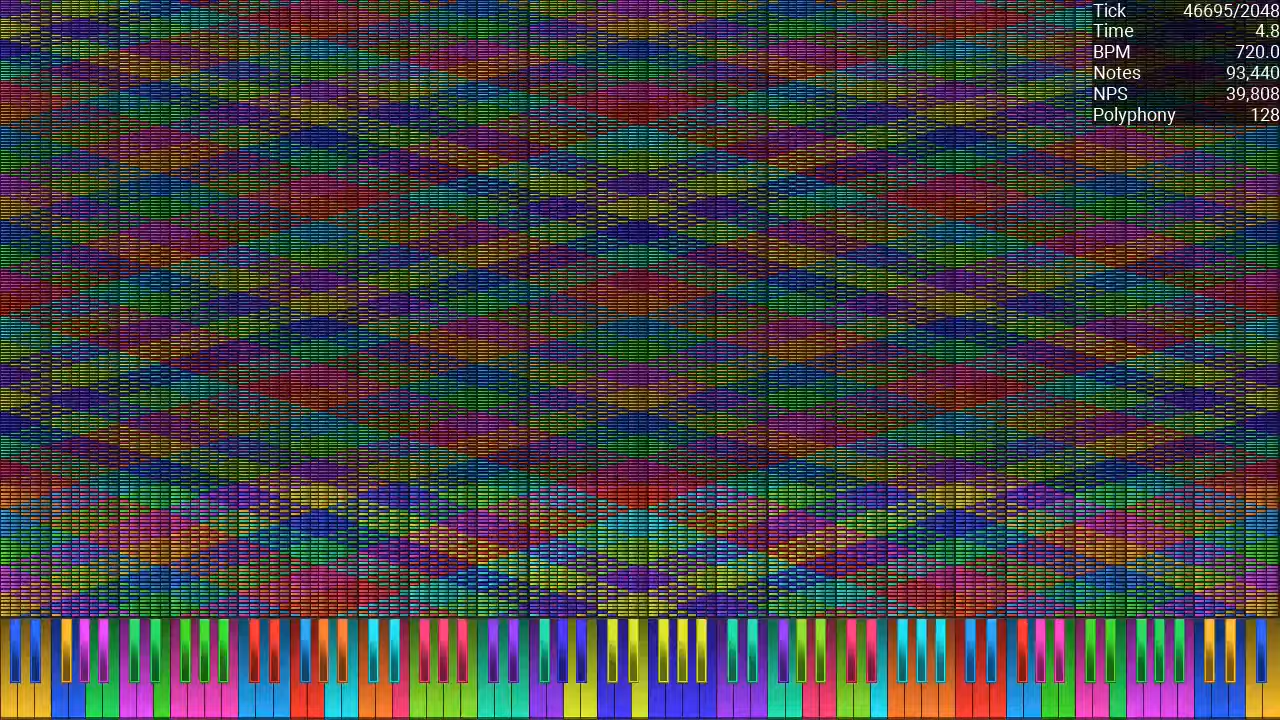 Tick 46695/2048
Time 4.8
BPM 720.0
Notes 93,440
NPS 39,808
Polyphony 128